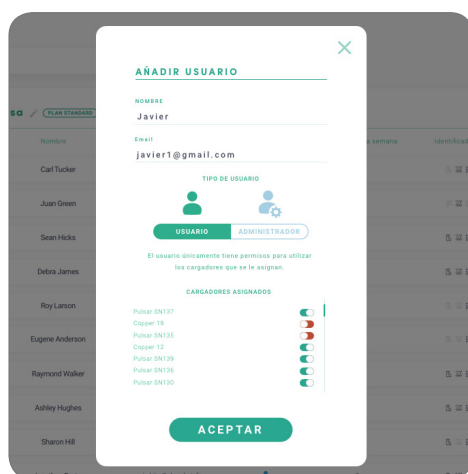 AÑADIR USUARIO
NOMBRE
Javier
Email
javier1@gmail.com
TIPO DE USUARIO
USUARIO ADMINISTRADOR
El usuario únicamente tiene permisos para utilizar
los cargadores que se le asignan.
CARGADORES ASIGNADOS
Pulsar SN137
Copper 19
Pulsar SN135
Copper 12
Pulsar SN139
Pulsar SN136
Pulsar SN130
ACEPTAR
sa PLAN STANDARD
Nombre semana
Carl Tucker
Juan Green
Sean Hicks
Debra James
Roy Larson
Eugene Anderson
Raymond Walker
Ashley Hughes
Sharon Hill